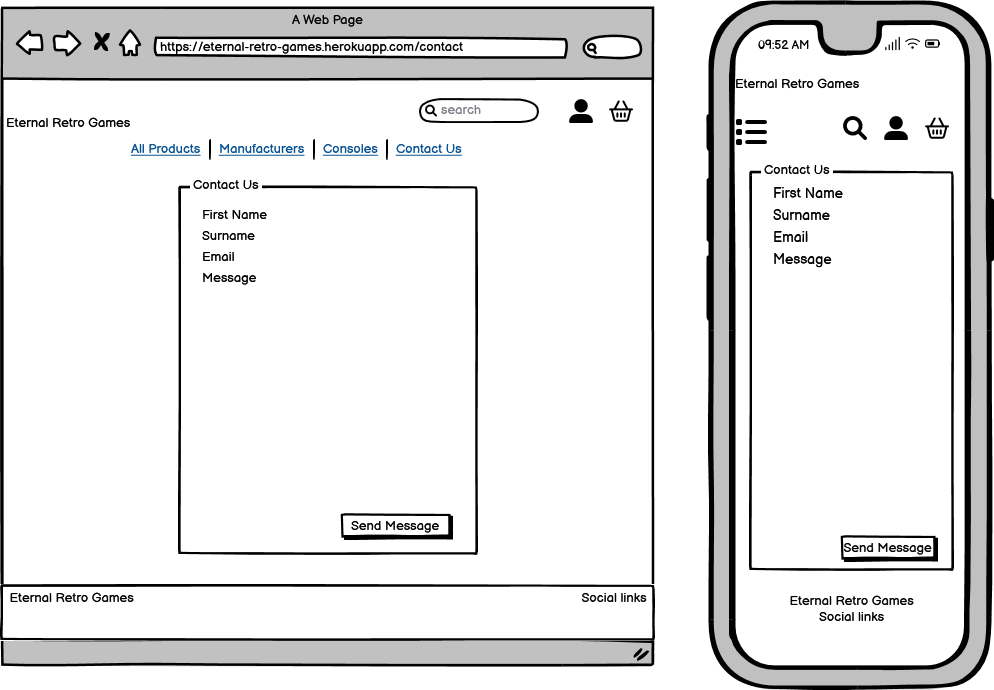 A Web Page
https://eternal-retro-games.herokuapp.com/contact
search
Eternal Retro Games
All Products
Manufacturers
Consoles
Contact Us
Contact Us
First Name
Surname
Email
Message
Send Message
Eternal Retro Games
Social links
09:52 AM
Eternal Retro Games
Contact Us
First Name
Surname
Email
Message
Send Message
Eternal Retro Games
Social links